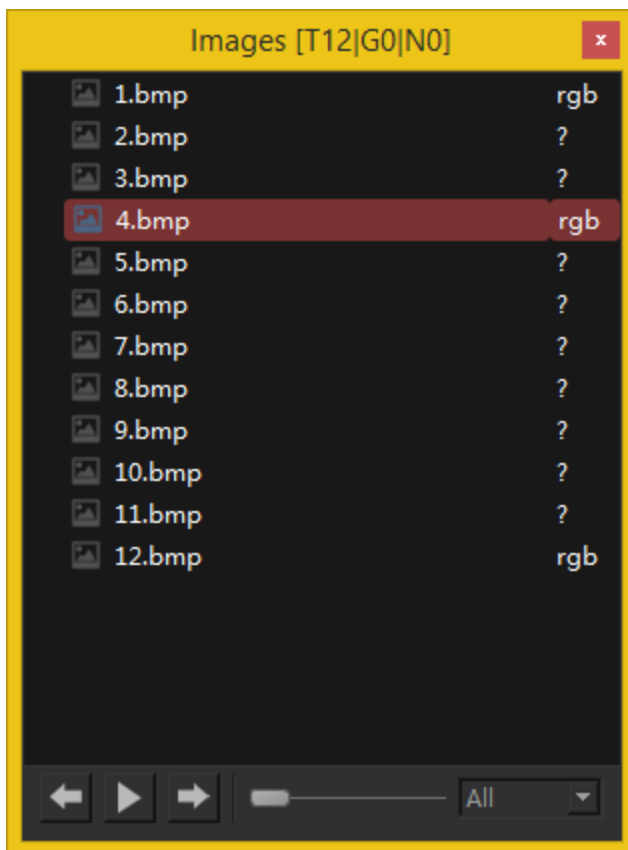 Images [T12|G0|N0] x
1.bmp rgb
2.bmp ?
3.bmp ?
4.bmp rgb
5.bmp ?
6.bmp ?
7.bmp ?
8.bmp ?
9.bmp ?
10.bmp ?
11.bmp ?
12.bmp rgb
All